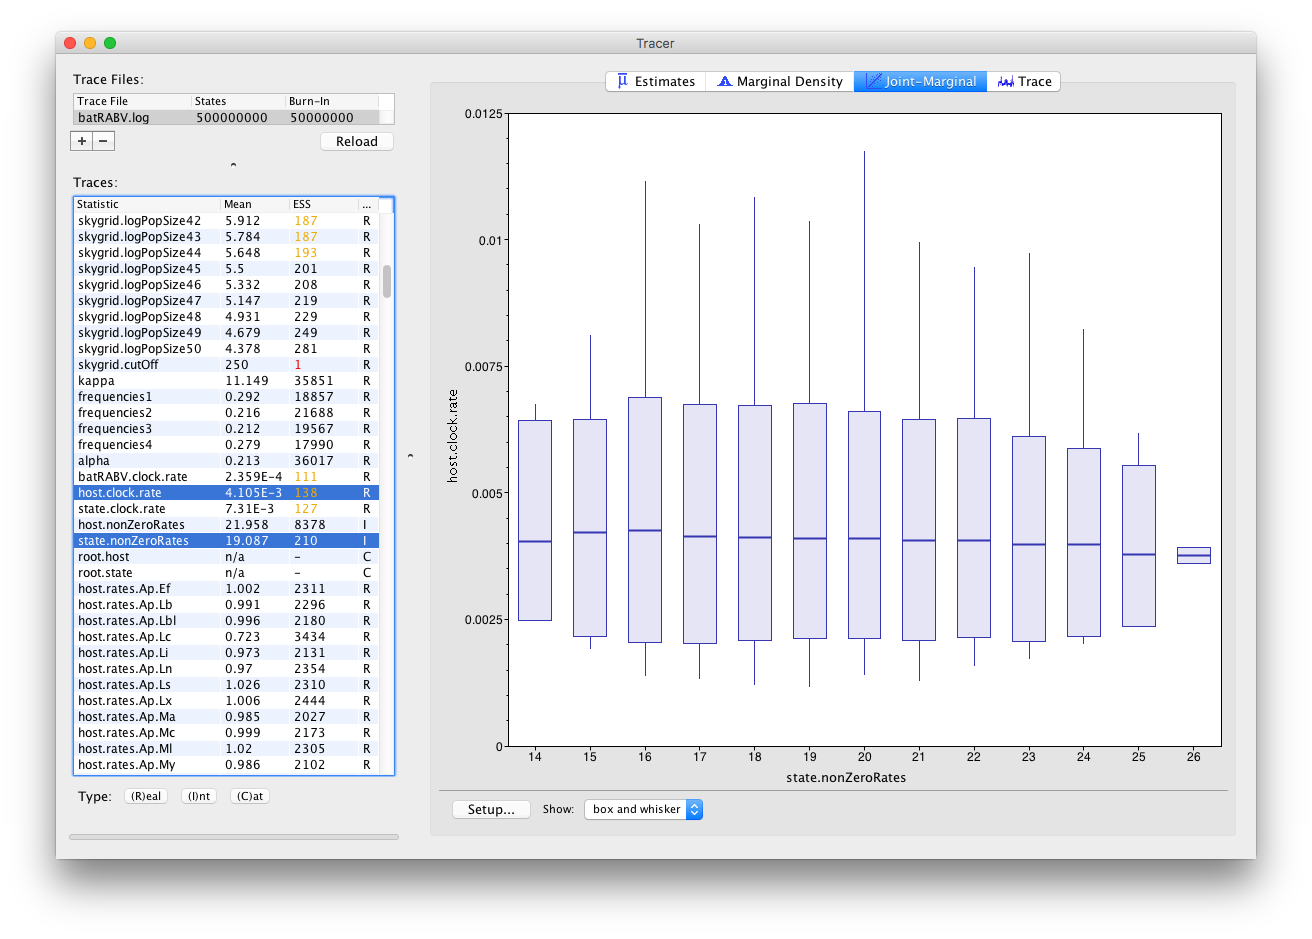 Tracer
Trace Files:
Trace File States Burn-In
batRABV.log 500000000 50000000
+ − Reload
Traces:
Statistic Mean ESS ...
skygrid.logPopSize42 5.912 187 R
skygrid.logPopSize43 5.784 187 R
skygrid.logPopSize44 5.648 193 R
skygrid.logPopSize45 5.5 201 R
skygrid.logPopSize46 5.332 208 R
skygrid.logPopSize47 5.147 219 R
skygrid.logPopSize48 4.931 229 R
skygrid.logPopSize49 4.679 249 R
skygrid.logPopSize50 4.378 281 R
skygrid.cutOff 250 1 R
kappa 11.149 35851 R
frequencies1 0.292 18857 R
frequencies2 0.216 21688 R
frequencies3 0.212 19567 R
frequencies4 0.279 17990 R
alpha 0.213 36017 R
batRABV.clock.rate 2.359E-4 111 R
host.clock.rate 4.105E-3 138 R
state.clock.rate 7.31E-3 127 R
host.nonZeroRates 21.958 8378 I
state.nonZeroRates 19.087 210 I
root.host n/a - C
root.state n/a - C
host.rates.Ap.Ef 1.002 2311 R
host.rates.Ap.Lb 0.991 2296 R
host.rates.Ap.Lbl 0.996 2180 R
host.rates.Ap.Lc 0.723 3434 R
host.rates.Ap.Li 0.973 2131 R
host.rates.Ap.Ln 0.97 2354 R
host.rates.Ap.Ls 1.026 2310 R
host.rates.Ap.Lx 1.006 2444 R
host.rates.Ap.Ma 0.985 2027 R
host.rates.Ap.Mc 0.999 2173 R
host.rates.Ap.Ml 1.02 2305 R
host.rates.Ap.My 0.986 2102 R
Type: (R)eal (I)nt (C)at
Estimates Marginal Density Joint-Marginal Trace
0.0125
0.01
0.0075
0.005
0.0025
0
host.clock.rate
14 15 16 17 18 19 20 21 22 23 24 25 26
state.nonZeroRates
Setup... Show: box and whisker